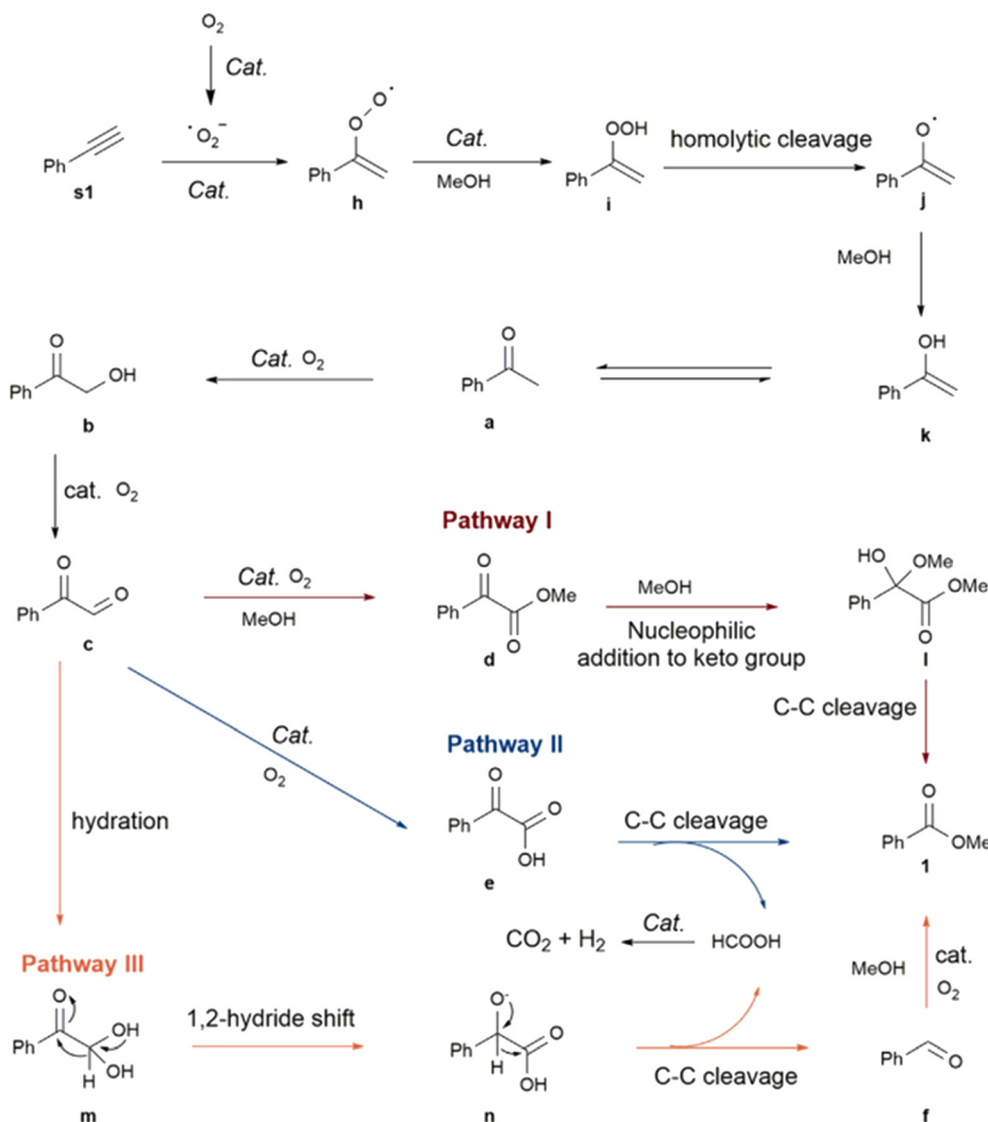 O2
Cat.
•O2−
Cat.
Ph
s1
O
O•
Ph
h
Cat.
MeOH
OOH
Ph
i
homolytic cleavage
O•
Ph
j
MeOH
OH
Ph
k
O
Ph
a
Cat. O2
O
OH
Ph
b
cat. O2
O
O
Ph
c
Cat. O2
MeOH
Pathway I
O
OMe
Ph
O
d
MeOH
Nucleophilic
addition to keto group
HO
OMe
OMe
Ph
O
l
C-C cleavage
Cat.
O2
Pathway II
O
O
Ph
OH
e
C-C cleavage
O
Ph
OMe
1
hydration
CO2 + H2
Cat.
HCOOH
MeOH
cat.
O2
Pathway III
O
OH
Ph
OH
H
m
1,2-hydride shift
O-
O
Ph
H
OH
n
C-C cleavage
Ph
O
f